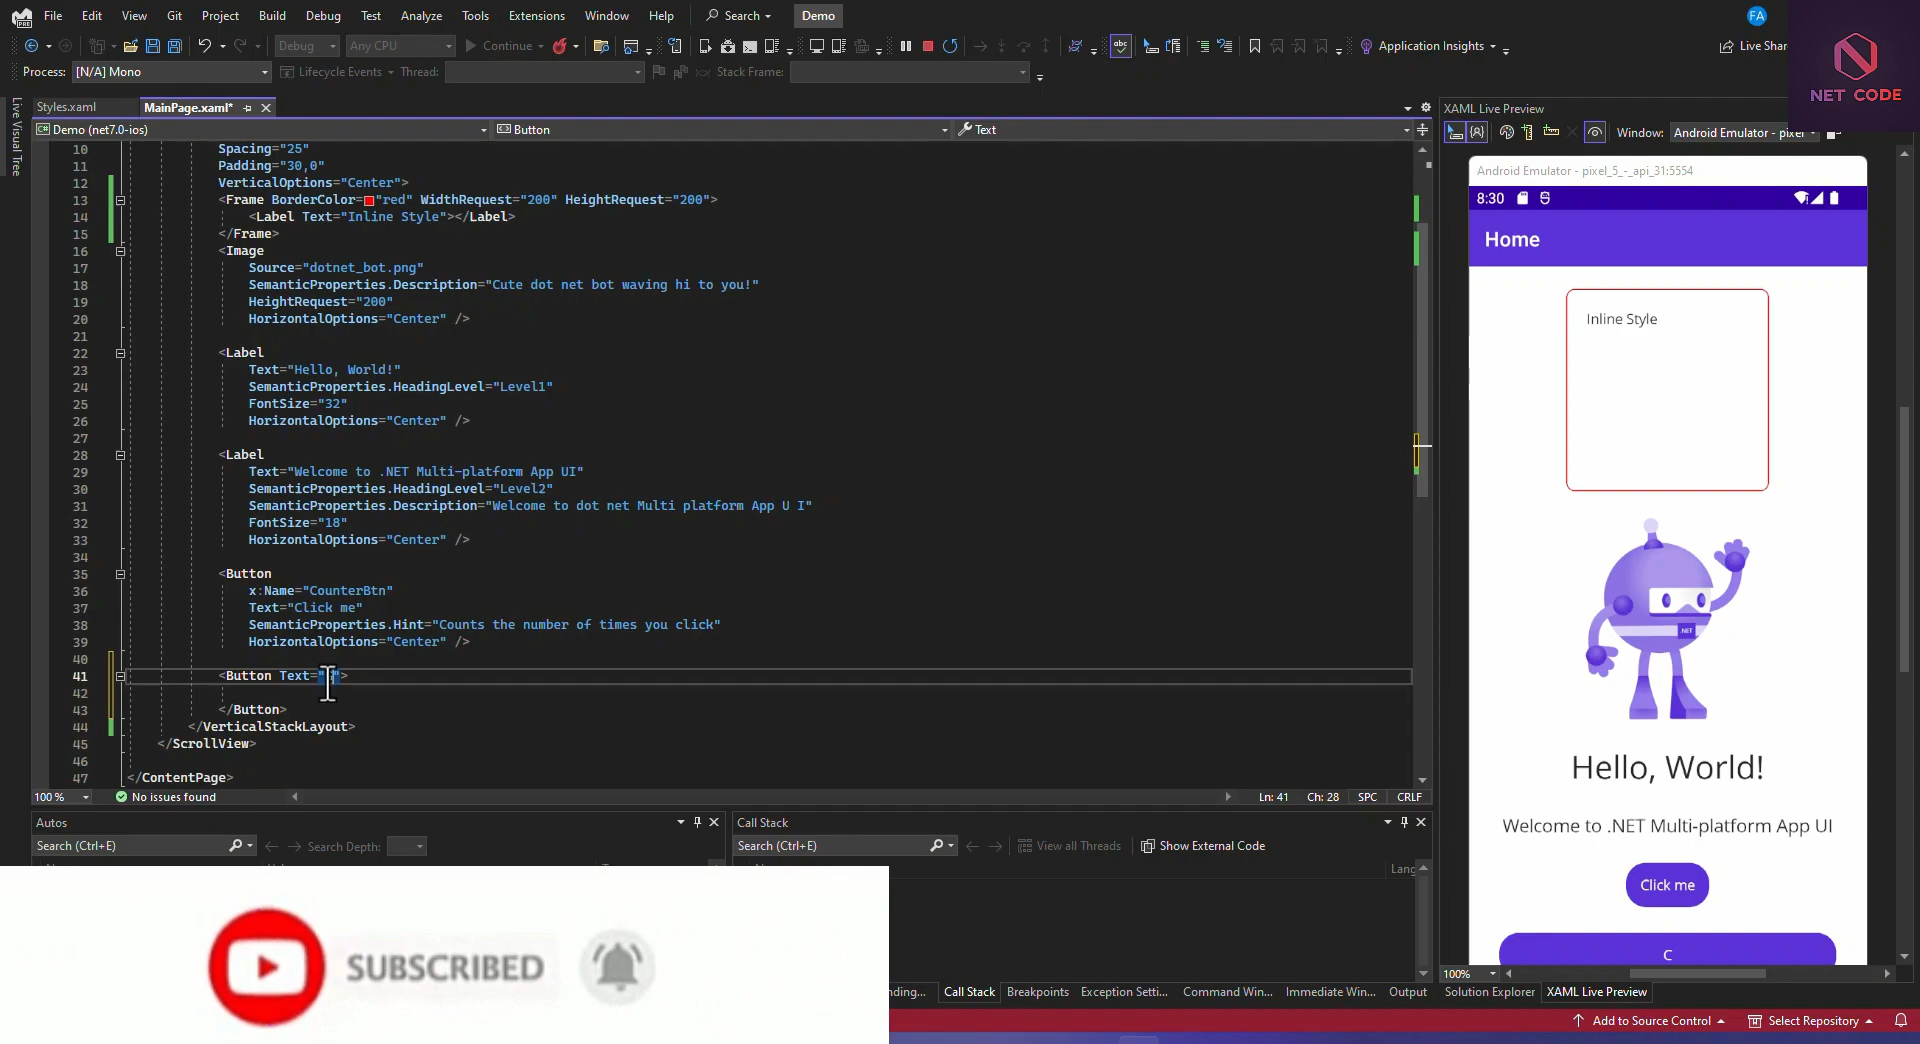 File Edit View Git Project Build Debug Test Analyze Tools Extensions Window Help Search Demo FA
Debug Any CPU Continue Application Insights Live Share
Process: [N/A] Mono Lifecycle Events Thread: Stack Frame:
NET CODE
Live Visual Tree
Styles.xaml MainPage.xaml*
Demo (net7.0-ios) Button Text
10 Spacing="25"
11 Padding="30,0"
12 VerticalOptions="Center">
13 <Frame BorderColor="red" WidthRequest="200" HeightRequest="200">
14 <Label Text="Inline Style"></Label>
15 </Frame>
16 <Image
17 Source="dotnet_bot.png"
18 SemanticProperties.Description="Cute dot net bot waving hi to you!"
19 HeightRequest="200"
20 HorizontalOptions="Center" />
21
22 <Label
23 Text="Hello, World!"
24 SemanticProperties.HeadingLevel="Level1"
25 FontSize="32"
26 HorizontalOptions="Center" />
27
28 <Label
29 Text="Welcome to .NET Multi-platform App UI"
30 SemanticProperties.HeadingLevel="Level2"
31 SemanticProperties.Description="Welcome to dot net Multi platform App U I"
32 FontSize="18"
33 HorizontalOptions="Center" />
34
35 <Button
36 x:Name="CounterBtn"
37 Text="Click me"
38 SemanticProperties.Hint="Counts the number of times you click"
39 HorizontalOptions="Center" />
40
41 <Button Text="
42
43 </Button>
44 </VerticalStackLayout>
45 </ScrollView>
46
47 </ContentPage>
100 % No issues found Ln: 41 Ch: 28 SPC CRLF
XAML Live Preview
Window: Android Emulator - pixel
Android Emulator - pixel_5_-_api_31:5554
8:30
Home
Inline Style
.NET
Hello, World!
Welcome to .NET Multi-platform App UI
Click me
C
100%
Autos
Search (Ctrl+E) Search Depth:
Call Stack
Search (Ctrl+E) View all Threads Show External Code
Lang
SUBSCRIBED
Call Stack Breakpoints Exception Setti... Command Win... Immediate Win... Output Solution Explorer XAML Live Preview
Add to Source Control Select Repository